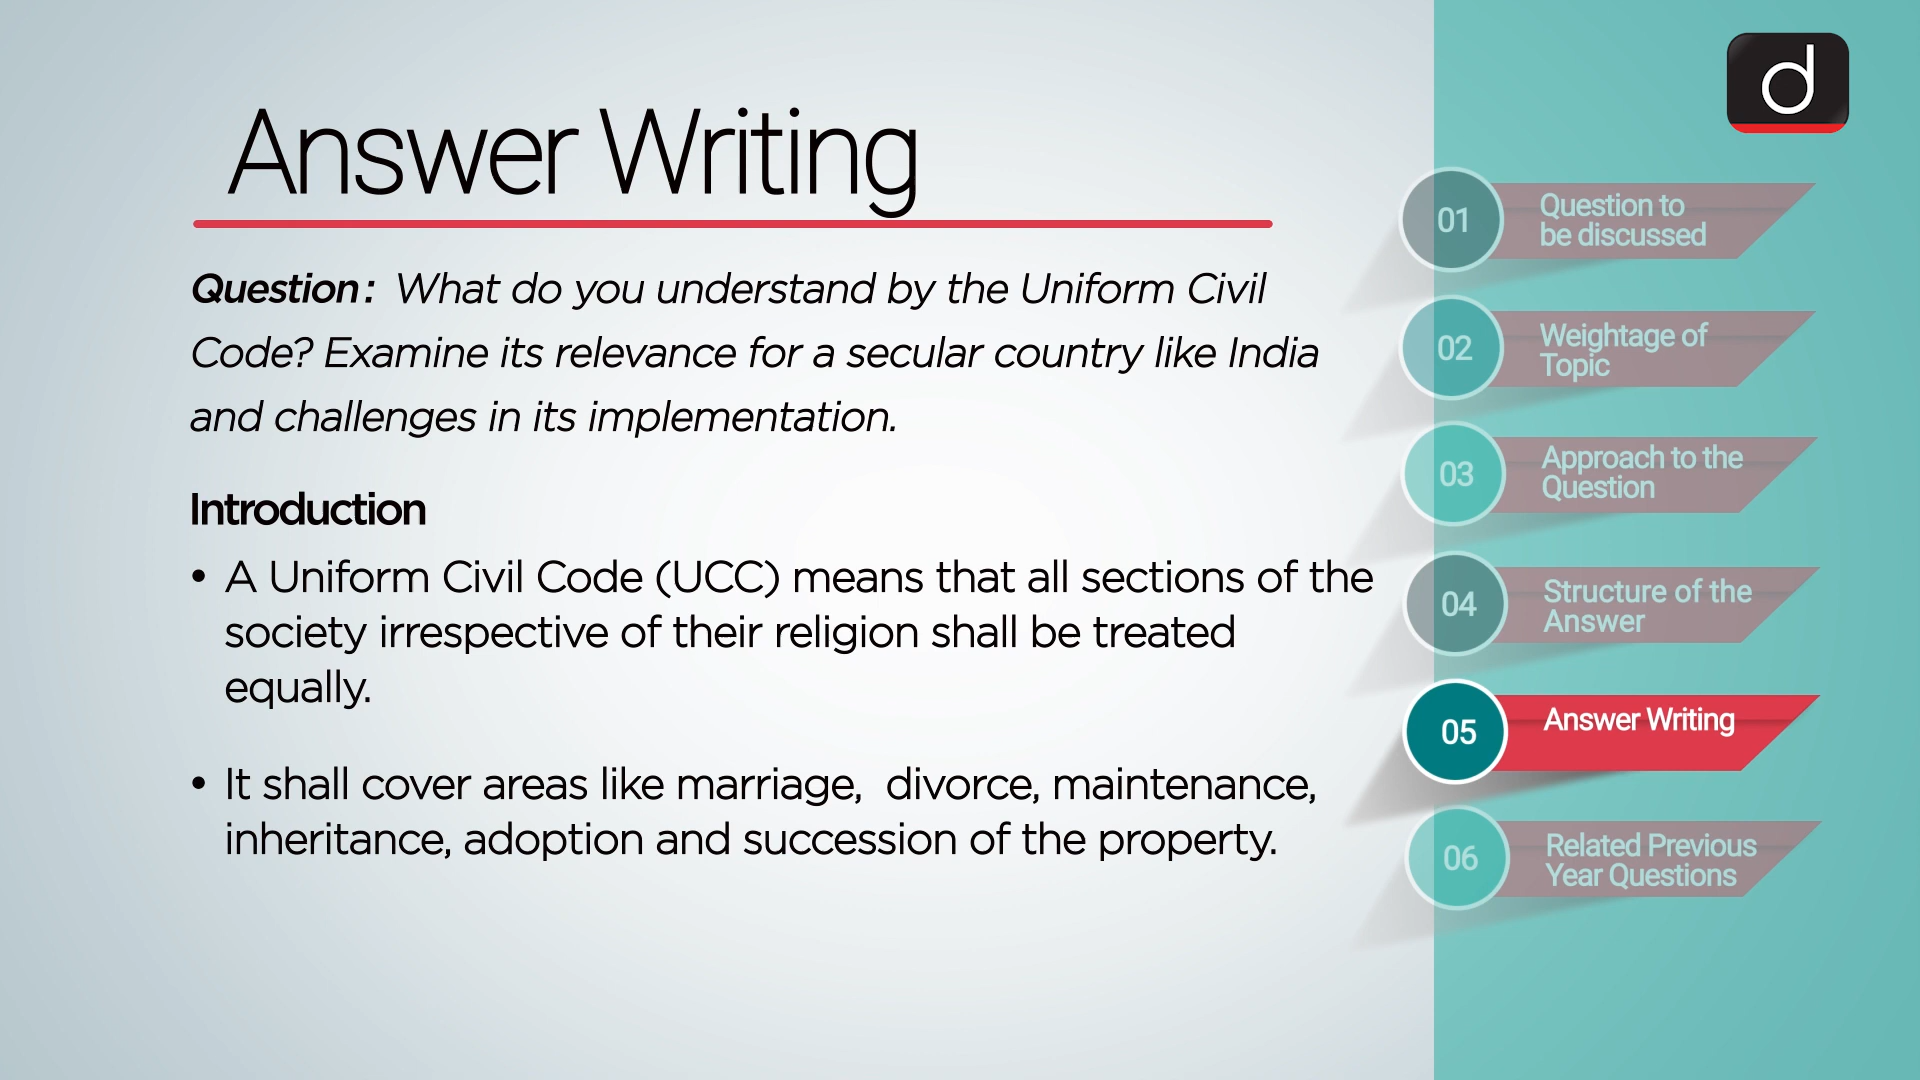 Answer Writing
Question : What do you understand by the Uniform Civil
Code? Examine its relevance for a secular country like India
and challenges in its implementation.
Introduction
• A Uniform Civil Code (UCC) means that all sections of the
society irrespective of their religion shall be treated
equally.
• It shall cover areas like marriage,  divorce, maintenance,
inheritance, adoption and succession of the property.
d
01
Question to
be discussed
02
Weightage of
Topic
03
Approach to the
Question
04
Structure of the
Answer
05
Answer Writing
06
Related Previous
Year Questions